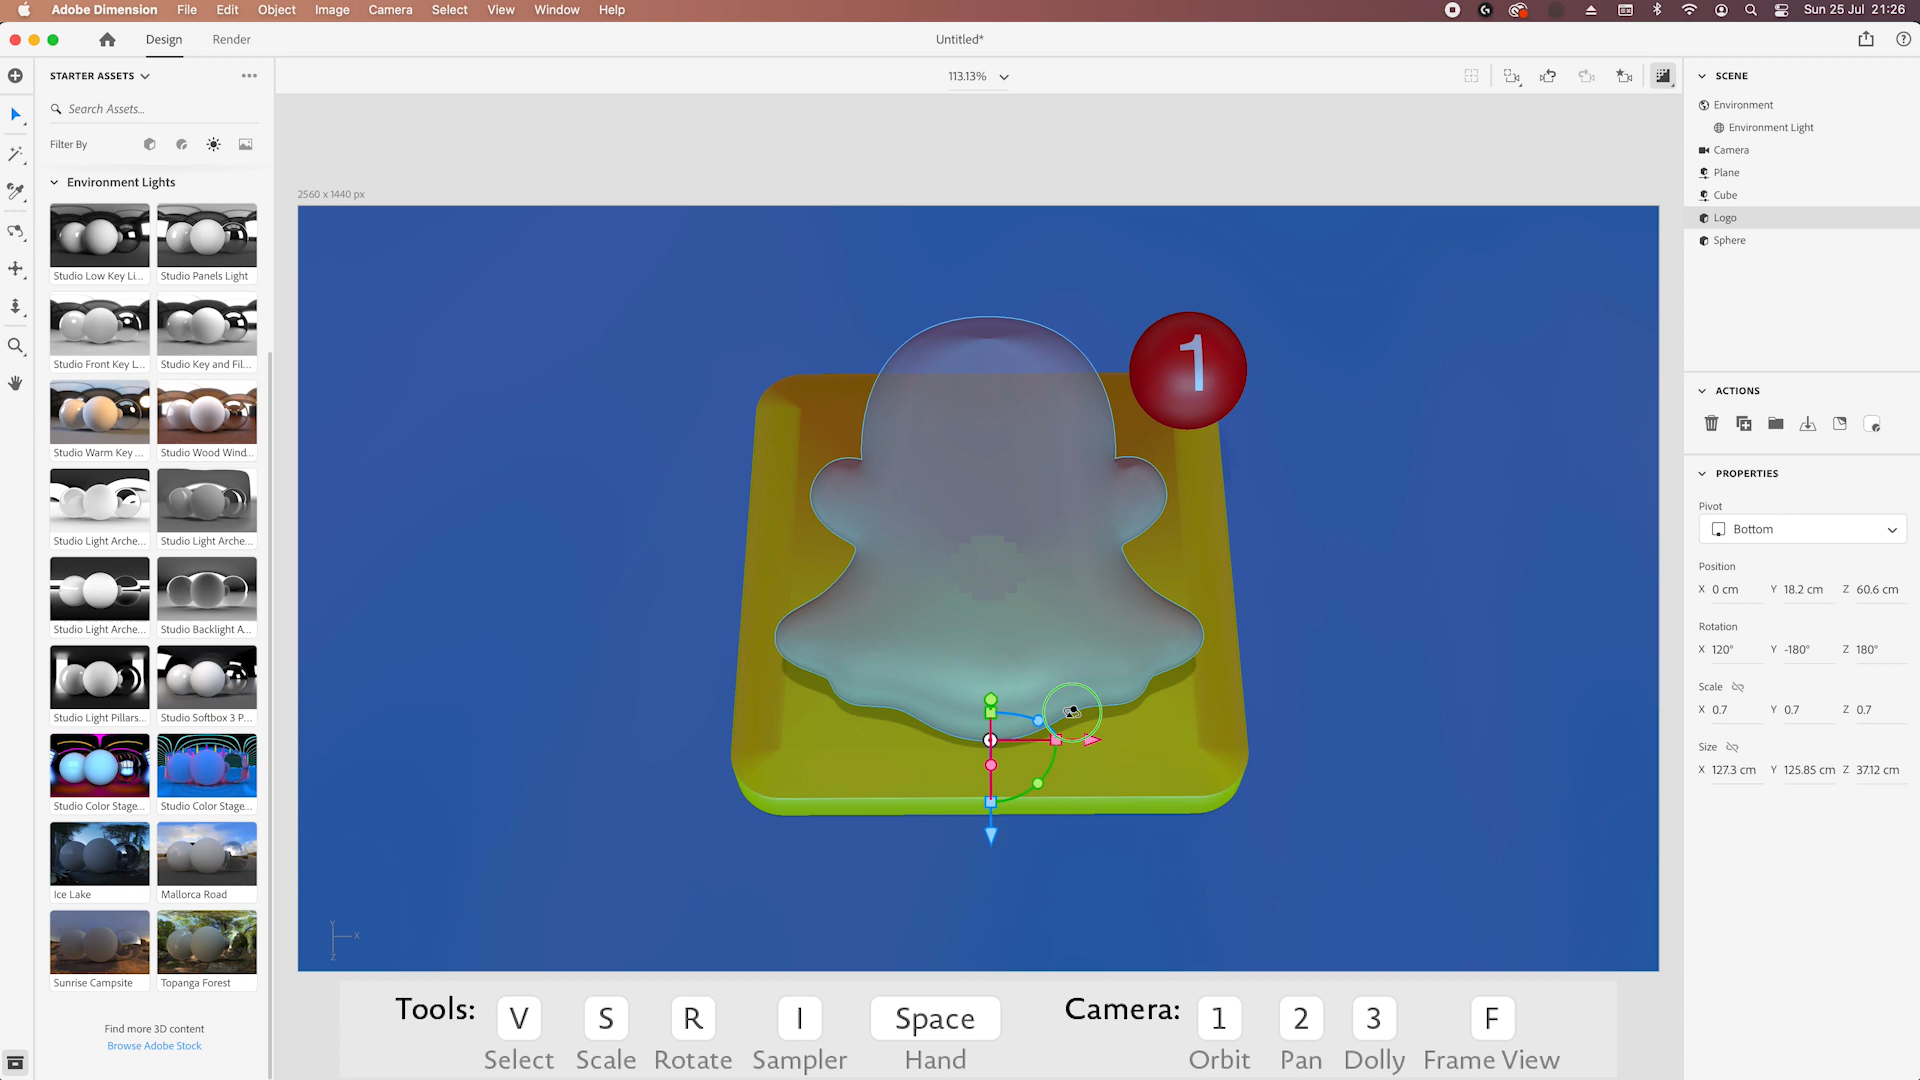 Adobe Dimension File Edit Object Image Camera Select View Window Help
Sun 25 Jul 21:26
Design Render
Untitled*
STARTER ASSETS
Search Assets...
Filter By
Environment Lights
Studio Low Key Li...
Studio Panels Light
Studio Front Key L...
Studio Key and Fil...
Studio Warm Key ...
Studio Wood Wind...
Studio Light Arche...
Studio Light Arche...
Studio Light Arche...
Studio Backlight A...
Studio Light Pillars...
Studio Softbox 3 P...
Studio Color Stage...
Studio Color Stage...
Ice Lake
Mallorca Road
Sunrise Campsite
Topanga Forest
Find more 3D content
Browse Adobe Stock
113.13%
2560 x 1440 px
1
Y
X
Z
Tools:
V
S
R
I
Space
Select
Scale
Rotate
Sampler
Hand
Camera:
1
2
3
F
Orbit
Pan
Dolly
Frame View
SCENE
Environment
Environment Light
Camera
Plane
Cube
Logo
Sphere
ACTIONS
PROPERTIES
Pivot
Bottom
Position
X 0 cm Y 18.2 cm Z 60.6 cm
Rotation
X 120° Y -180° Z 180°
Scale
X 0.7 Y 0.7 Z 0.7
Size
X 127.3 cm Y 125.85 cm Z 37.12 cm